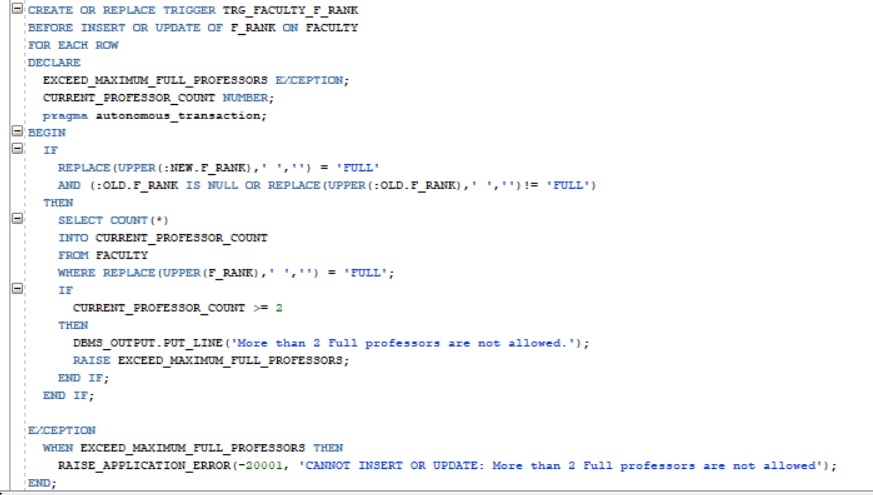 CREATE OR REPLACE TRIGGER TRG_FACULTY_F_RANK
BEFORE INSERT OR UPDATE OF F_RANK ON FACULTY
FOR EACH ROW
DECLARE
  EXCEED_MAXIMUM_FULL_PROFESSORS EXCEPTION;
  CURRENT_PROFESSOR_COUNT NUMBER;
  pragma autonomous_transaction;
BEGIN
  IF
    REPLACE(UPPER(:NEW.F_RANK),' ','') = 'FULL'
    AND (:OLD.F_RANK IS NULL OR REPLACE(UPPER(:OLD.F_RANK),' ','')!= 'FULL')
  THEN
    SELECT COUNT(*)
    INTO CURRENT_PROFESSOR_COUNT
    FROM FACULTY
    WHERE REPLACE(UPPER(F_RANK),' ','') = 'FULL';
    IF
      CURRENT_PROFESSOR_COUNT >= 2
    THEN
      DBMS_OUTPUT.PUT_LINE('More than 2 Full professors are not allowed.');
      RAISE EXCEED_MAXIMUM_FULL_PROFESSORS;
    END IF;
  END IF;

EXCEPTION
  WHEN EXCEED_MAXIMUM_FULL_PROFESSORS THEN
    RAISE_APPLICATION_ERROR(-20001, 'CANNOT INSERT OR UPDATE: More than 2 Full professors are not allowed');
END;